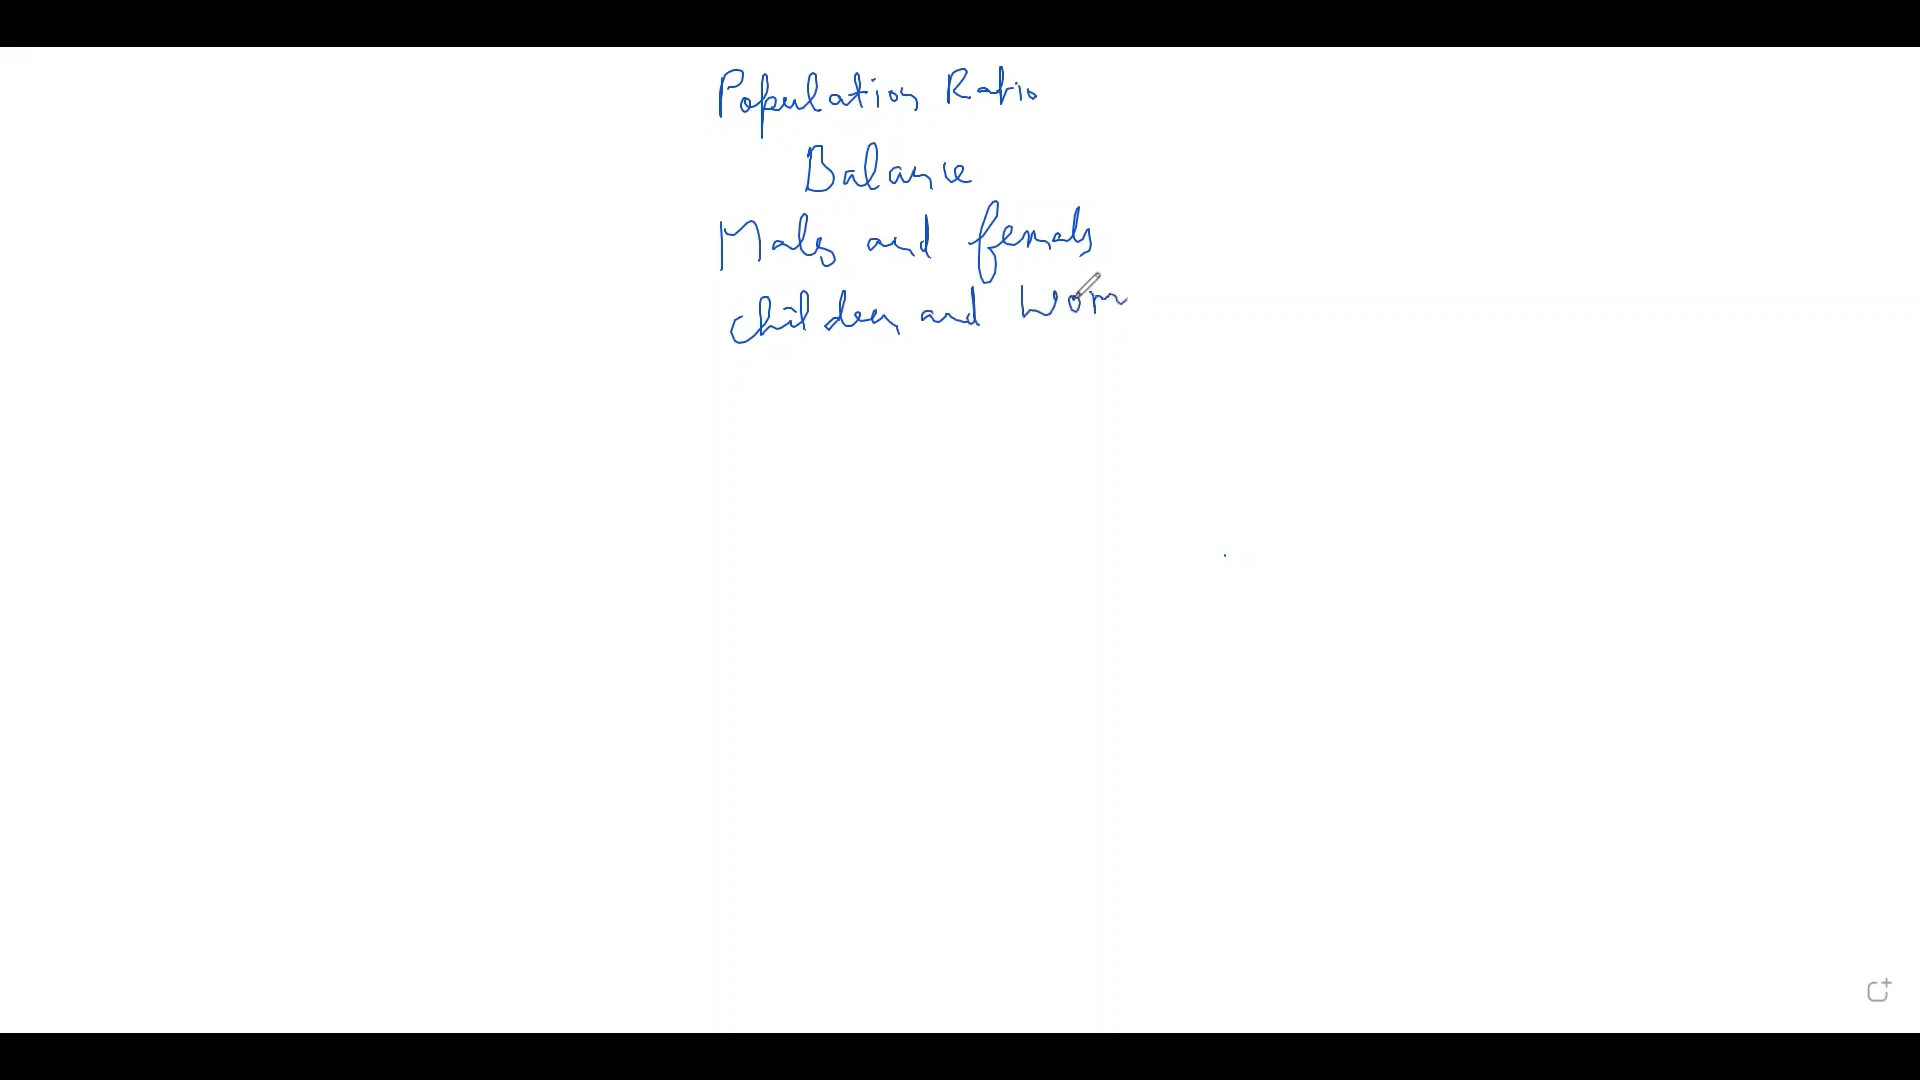 Population Ratio
Balance
Males and females
children and Wom